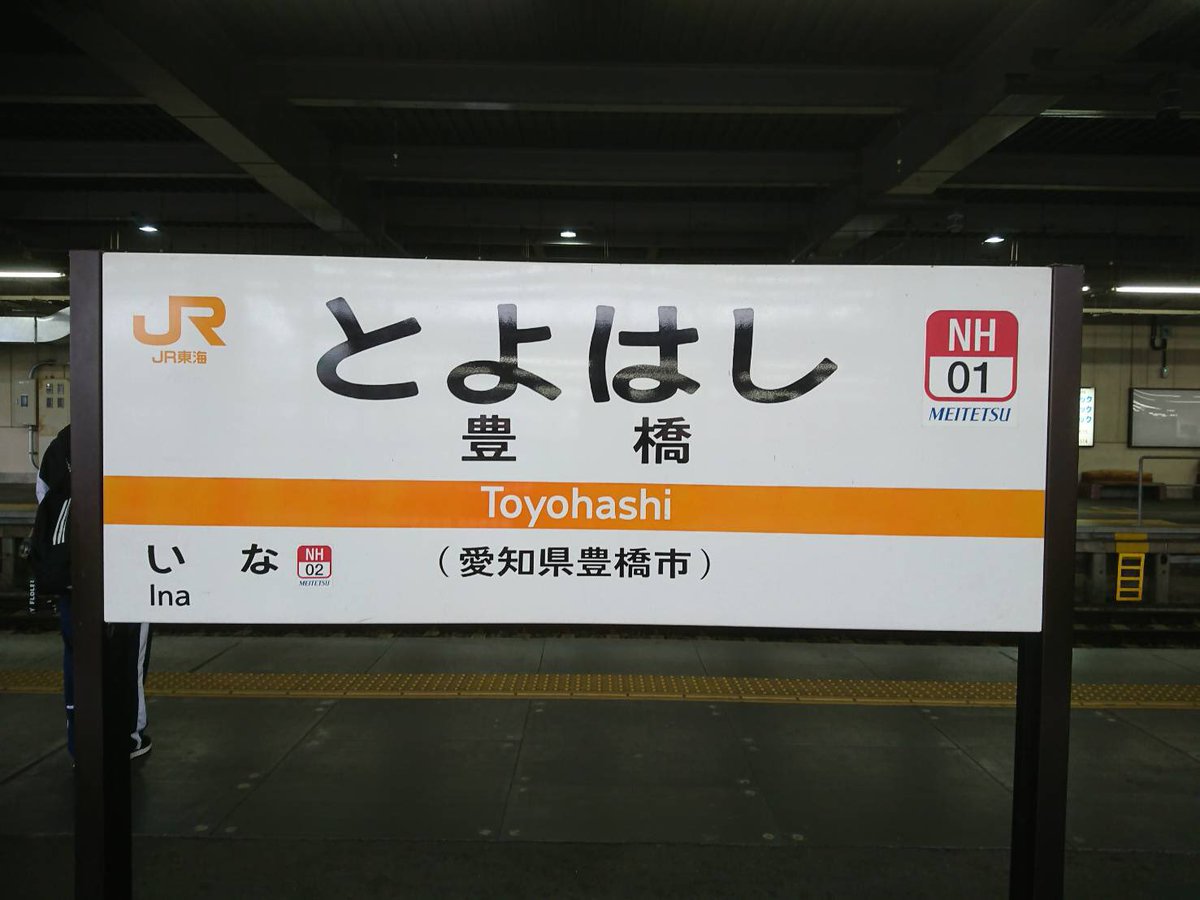 JR
JR東海
とよはし
NH
01
MEITETSU
豊橋
Toyohashi
いな
NH
02
MEITETSU
Ina
（愛知県豊橋市）